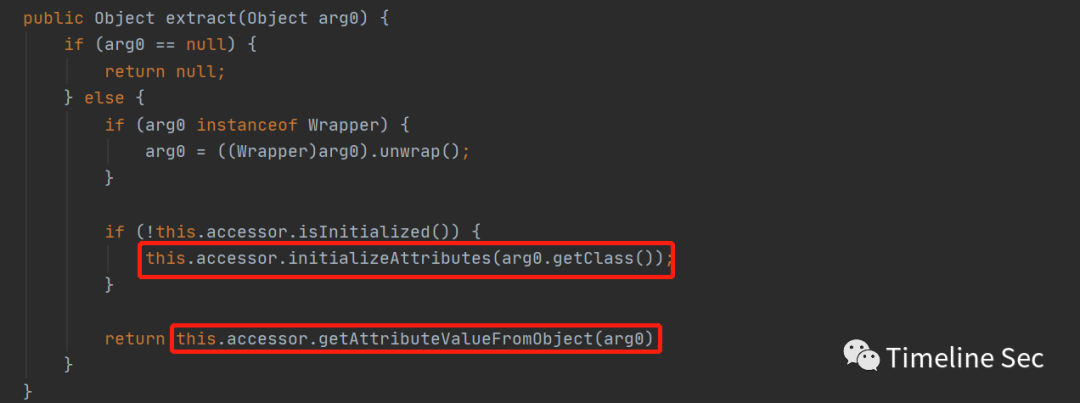 public Object extract(Object arg0) {
    if (arg0 == null) {
        return null;
    } else {
        if (arg0 instanceof Wrapper) {
            arg0 = ((Wrapper)arg0).unwrap();
        }

        if (!this.accessor.isInitialized()) {
            this.accessor.initializeAttributes(arg0.getClass());
        }

        return this.accessor.getAttributeValueFromObject(arg0)
    }
}
Timeline Sec